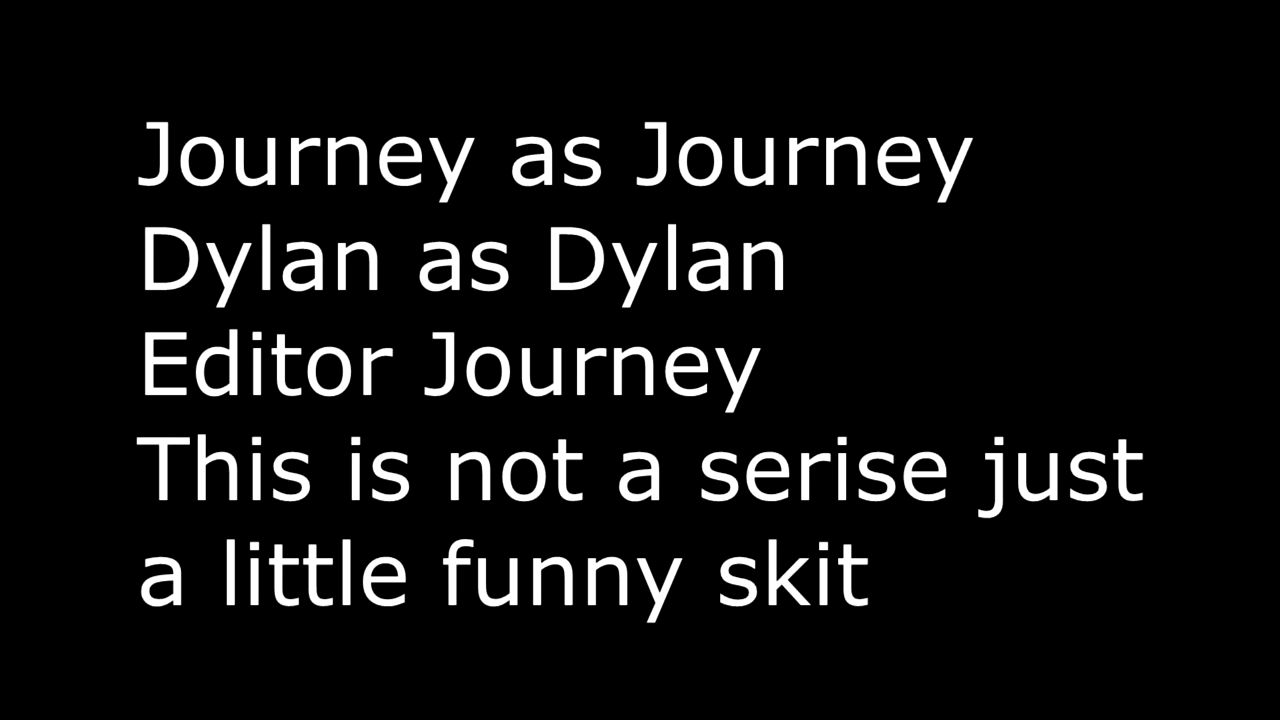 Journey as Journey
Dylan as Dylan
Editor Journey
This is not a serise just
a little funny skit